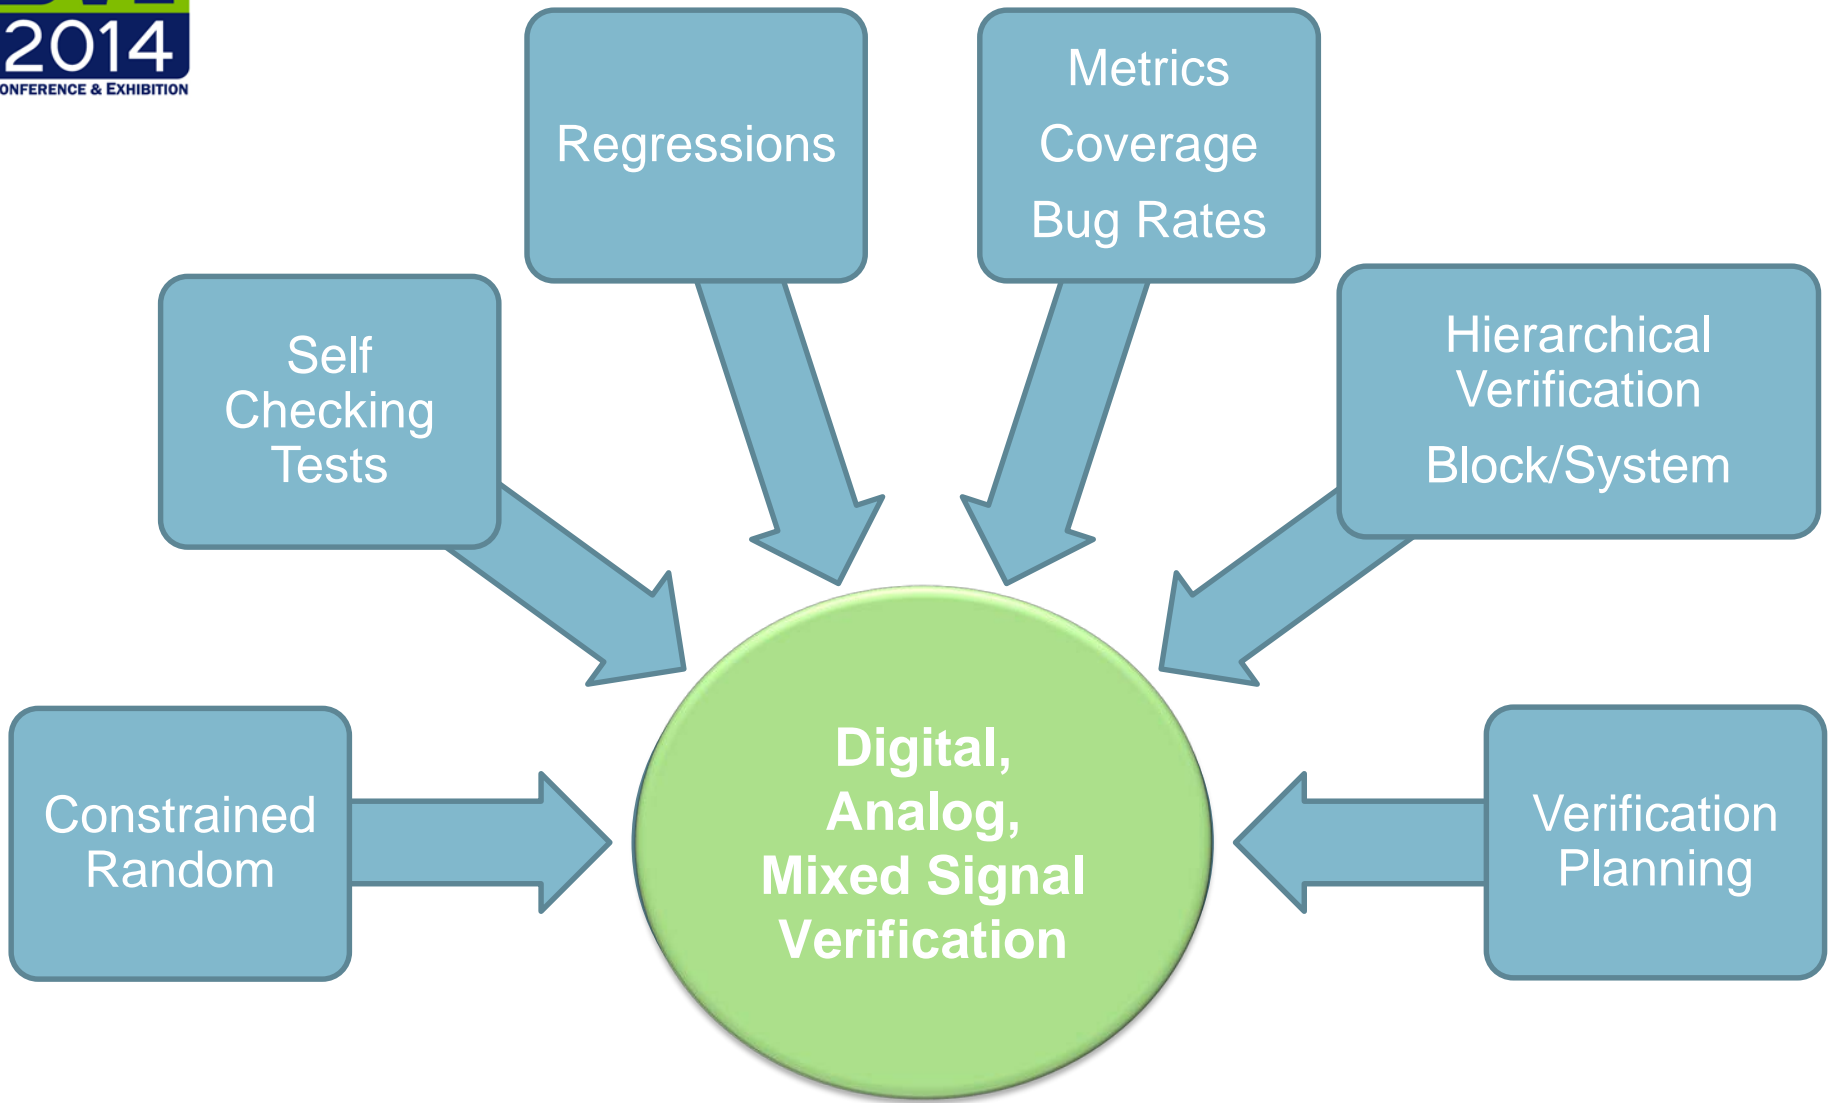 2014
CONFERENCE & EXHIBITION
Regressions
Metrics
Coverage
Bug Rates
Self
Checking
Tests
Hierarchical
Verification
Block/System
Constrained
Random
Digital,
Analog,
Mixed Signal
Verification
Verification
Planning